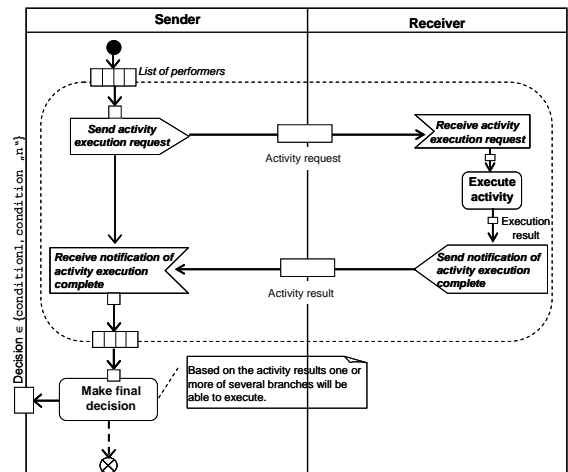 Sender
Receiver
List of performers
Send activity
execution request
Receive activity
execution request
Activity request
Execute
activity
Execution
result
Receive notification of
activity execution
complete
Send notification of
activity execution
complete
Activity result
Decision ∈ {condition1, condition „n“}
Based on the activity results one or
more of several branches will be
able to execute.
Make final
decision